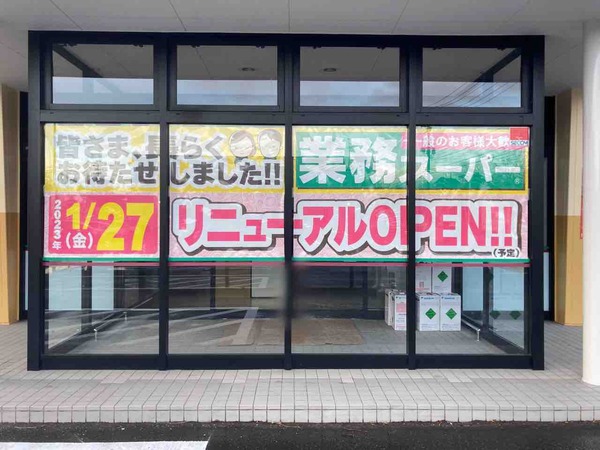 皆さま、長らく
お待たせしました!!
一般のお客様大歓
業務スーパー
2023年
1/27
(金)
リニューアルOPEN!!
(予定)